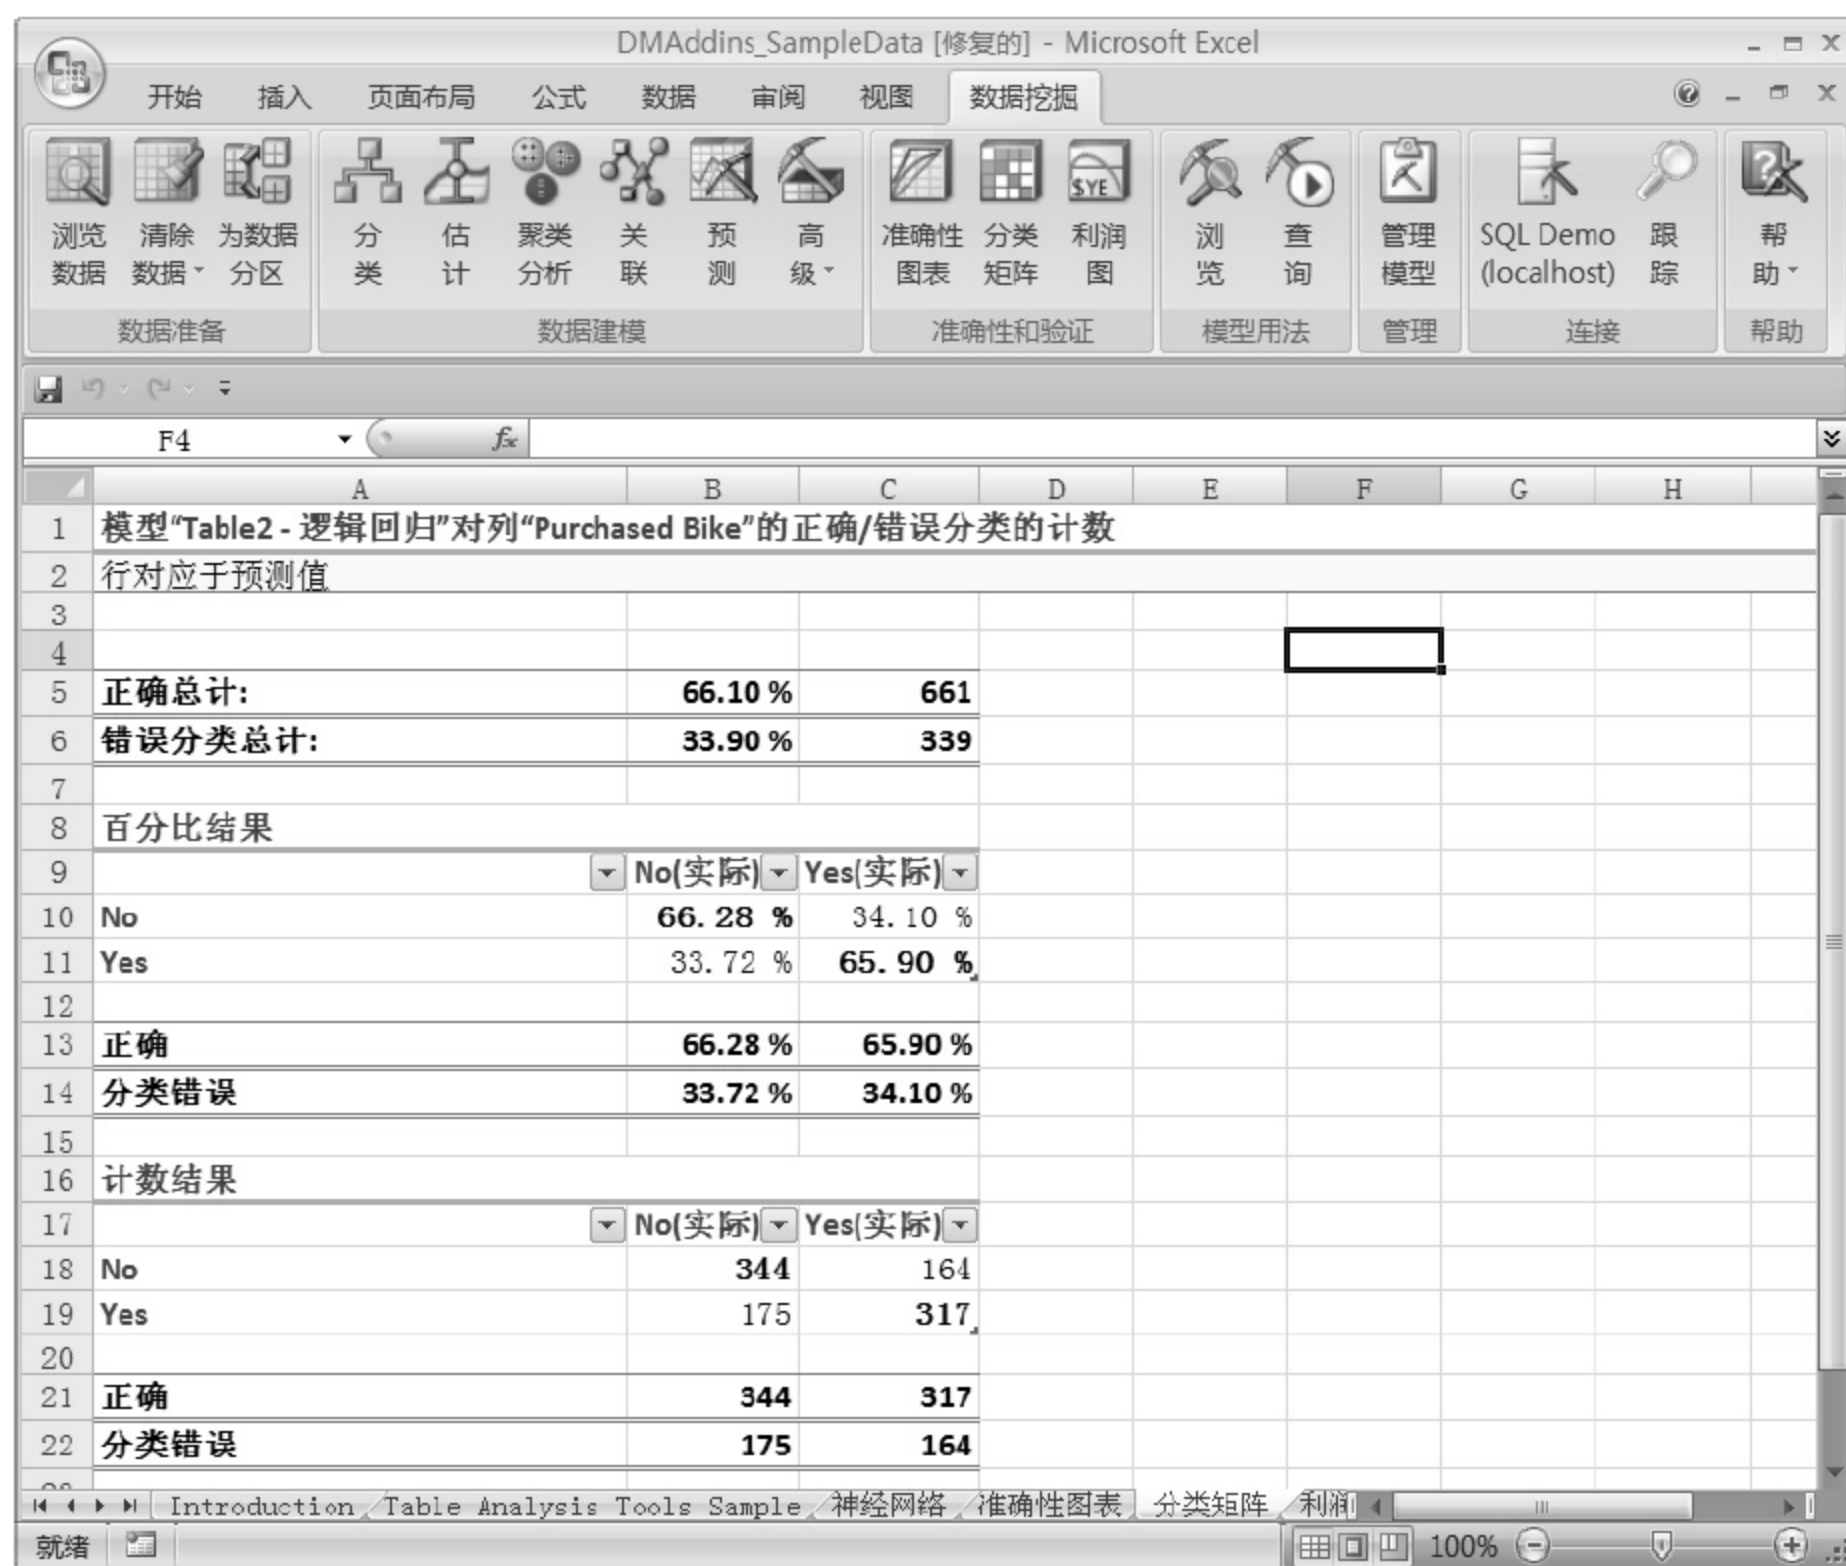 DMAddins_SampleData [修复的] - Microsoft Excel
开始 插入 页面布局 公式 数据 审阅 视图 数据挖掘
浏览数据 清除数据 为数据分区 分类 估计 聚类分析 关联 预测 高级 准确性图表 分类矩阵 $YE 利润图 浏览 查询 管理模型 SQL Demo (localhost) 跟踪 帮助
数据准备 数据建模 准确性和验证 模型用法 管理 连接 帮助
F4 fx
A B C D E F G H
1 模型“Table2 - 逻辑回归”对列“Purchased Bike”的正确/错误分类的计数
2 行对应于预测值
3
4
5 正确总计: 66.10 % 661
6 错误分类总计: 33.90 % 339
7
8 百分比结果
9 No(实际) Yes(实际)
10 No 66.28 % 34.10 %
11 Yes 33.72 % 65.90 %
12
13 正确 66.28 % 65.90 %
14 分类错误 33.72 % 34.10 %
15
16 计数结果
17 No(实际) Yes(实际)
18 No 344 164
19 Yes 175 317
20
21 正确 344 317
22 分类错误 175 164
Introduction Table Analysis Tools Sample 神经网络 准确性图表 分类矩阵 利润
就绪 100%